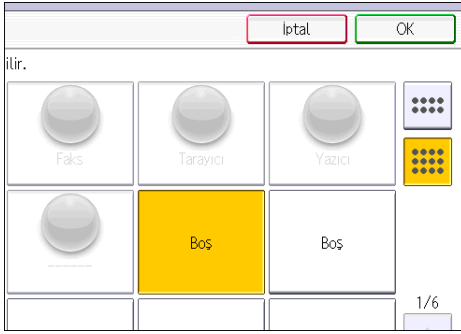 İptal OK
ilir.
Faks Tarayıcı Yazıcı
-------- Boş Boş
1/6